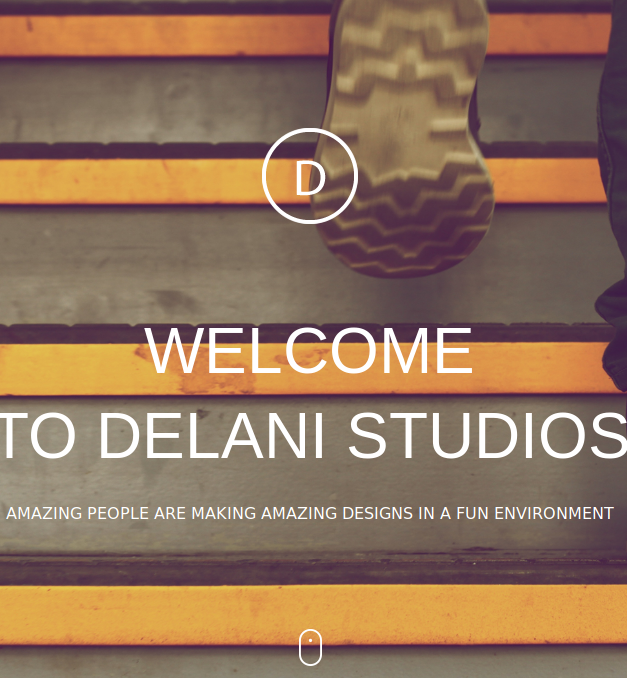 D
WELCOME
TO DELANI STUDIOS
AMAZING PEOPLE ARE MAKING AMAZING DESIGNS IN A FUN ENVIRONMENT